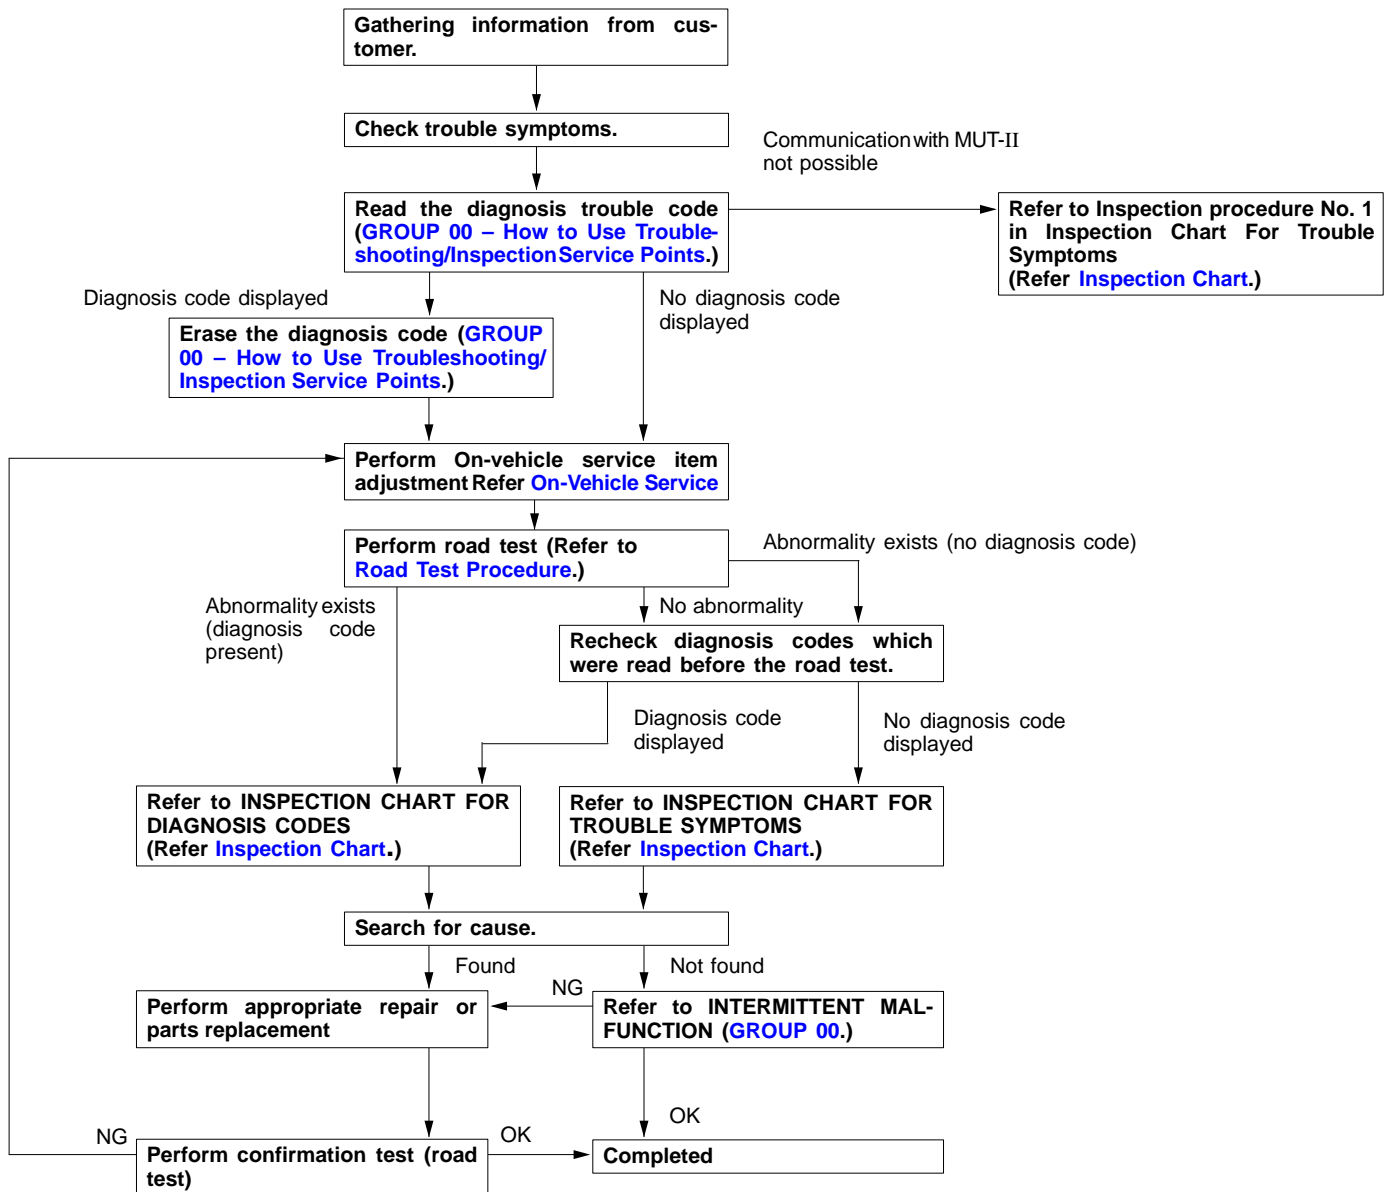 Gathering information from cus-
tomer.
Check trouble symptoms.
Communication with MUT-II
not possible
Read the diagnosis trouble code
(GROUP 00 – How to Use Trouble-
shooting/Inspection Service Points.)
Refer to Inspection procedure No. 1
in Inspection Chart For Trouble
Symptoms
(Refer Inspection Chart.)
Diagnosis code displayed
No diagnosis code
displayed
Erase the diagnosis code (GROUP
00 – How to Use Troubleshooting/
Inspection Service Points.)
Perform On-vehicle service item
adjustment Refer On-Vehicle Service
Perform road test (Refer to
Road Test Procedure.)
Abnormality exists (no diagnosis code)
Abnormality exists
(diagnosis code
present)
No abnormality
Recheck diagnosis codes which
were read before the road test.
Diagnosis code
displayed
No diagnosis code
displayed
Refer to INSPECTION CHART FOR
DIAGNOSIS CODES
(Refer Inspection Chart.)
Refer to INSPECTION CHART FOR
TROUBLE SYMPTOMS
(Refer Inspection Chart.)
Search for cause.
Found
Not found
Perform appropriate repair or
parts replacement
NG
Refer to INTERMITTENT MAL-
FUNCTION (GROUP 00.)
OK
NG
Perform confirmation test (road
test)
OK
Completed